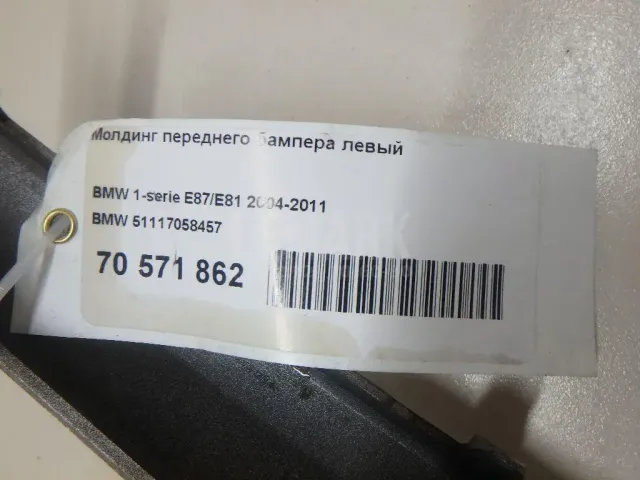 Молдинг переднего бампера левый
BMW 1-serie E87/E81 2004-2011
BMW 51117058457
70 571 862